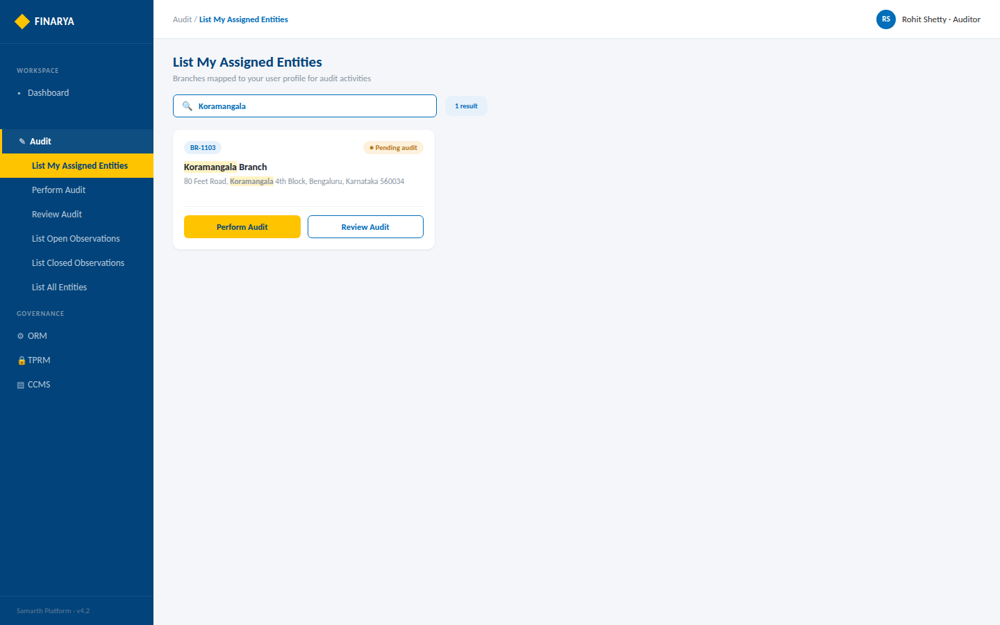 FINARYA
WORKSPACE
Dashboard
Audit
List My Assigned Entities
Perform Audit
Review Audit
List Open Observations
List Closed Observations
List All Entities
GOVERNANCE
ORM
TPRM
CCMS
Samarth Platform - v4.2
Audit / List My Assigned Entities
RS Rohit Shetty · Auditor
List My Assigned Entities
Branches mapped to your user profile for audit activities
Koramangala
1 result
BR-1103
Pending audit
Koramangala Branch
80 Feet Road, Koramangala 4th Block, Bengaluru, Karnataka 560034
Perform Audit
Review Audit